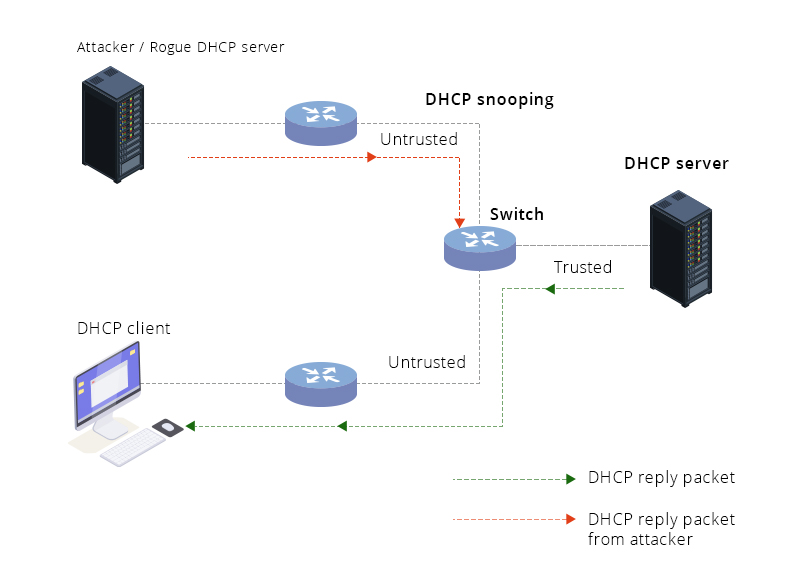 Attacker / Rogue DHCP server
DHCP snooping
Untrusted
DHCP server
Switch
Trusted
DHCP client
Untrusted
DHCP reply packet
DHCP reply packet
from attacker